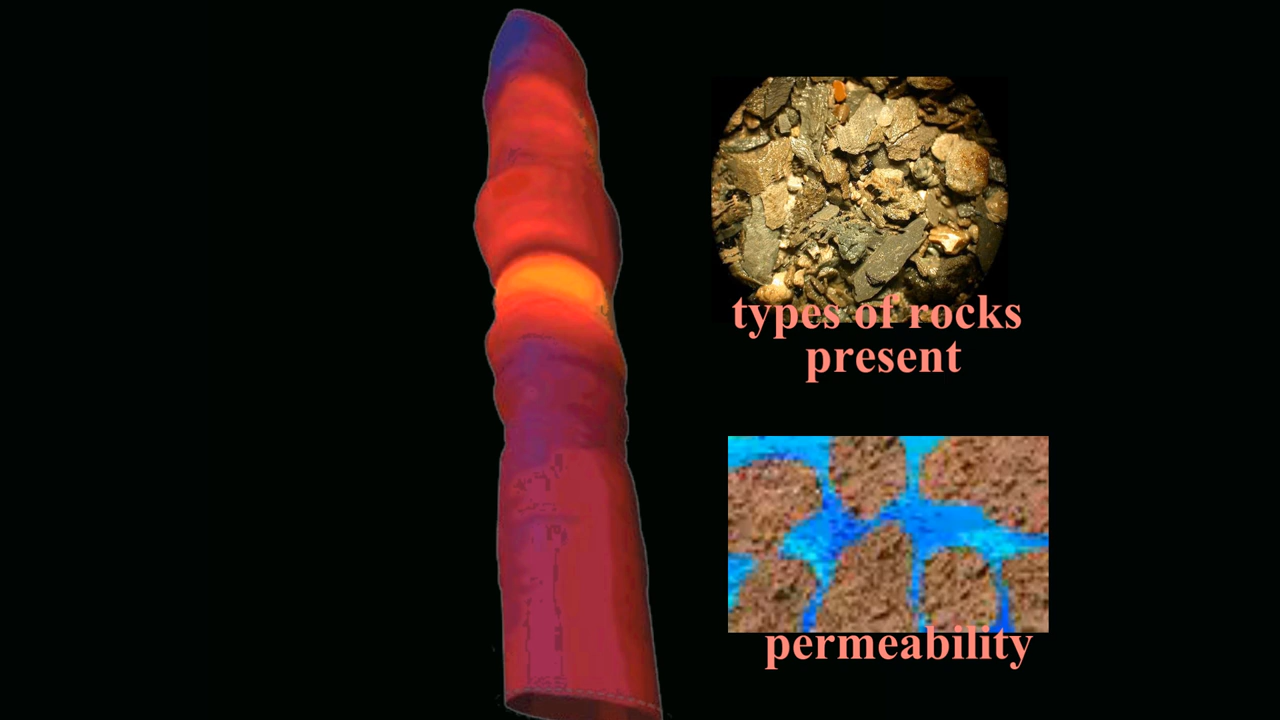 types of rocks
present
permeability